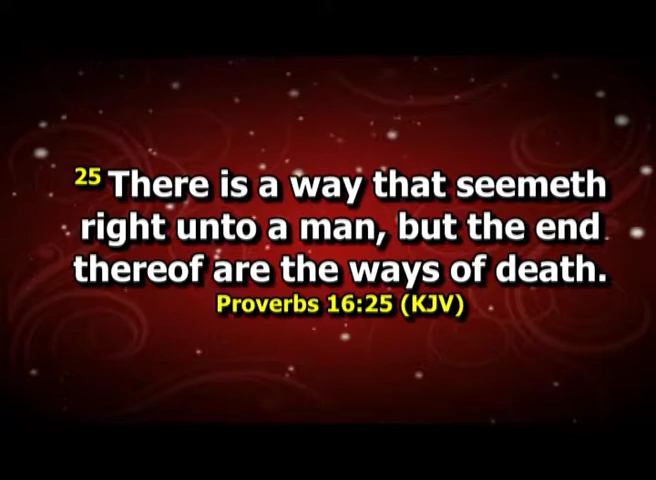 25 There is a way that seemeth
right unto a man, but the end
thereof are the ways of death.
Proverbs 16:25 (KJV)